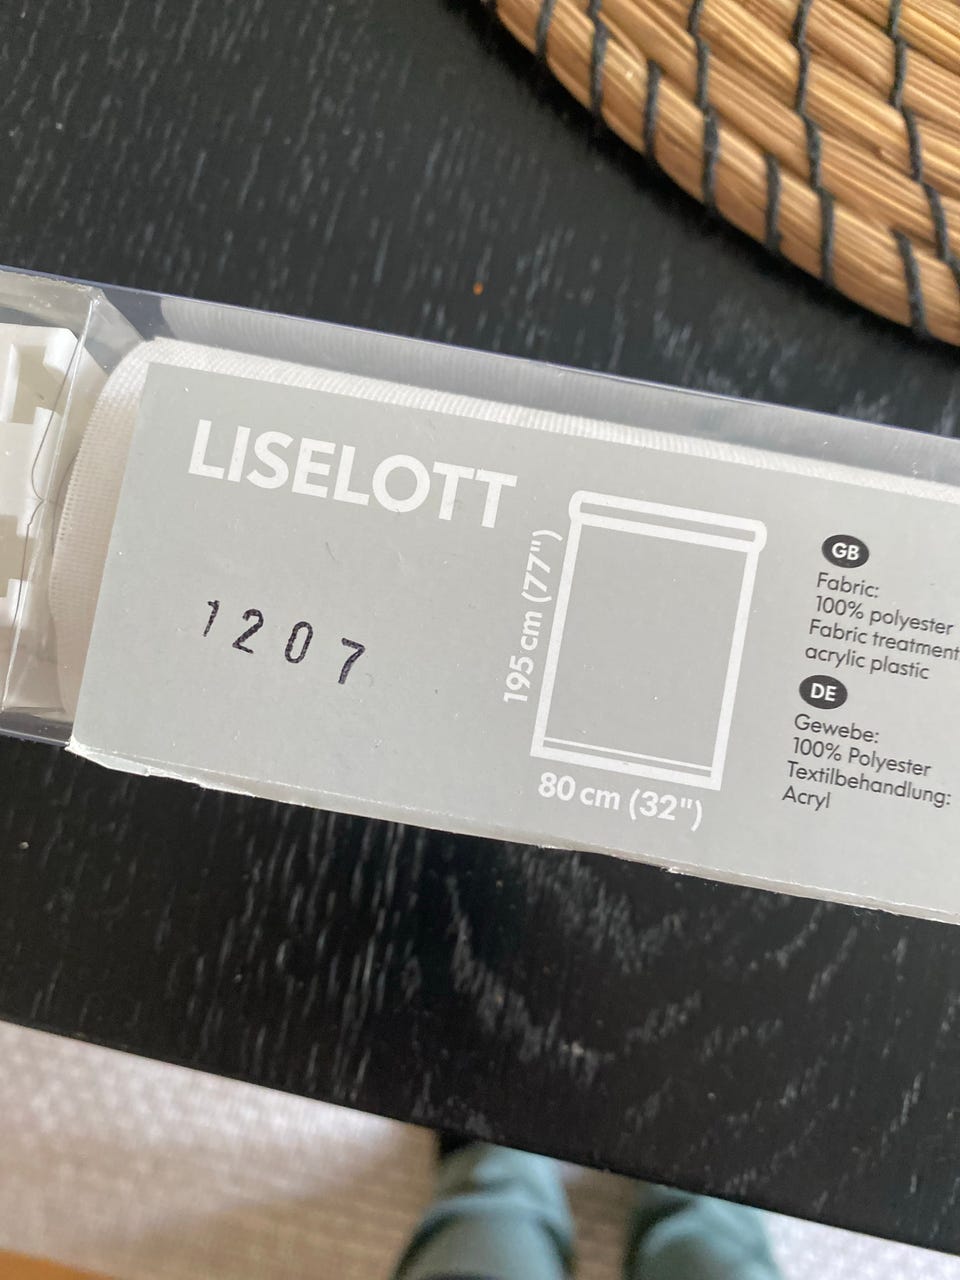 LISELOTT
1207
195 cm (77")
80 cm (32")
GB
Fabric:
100% polyester
Fabric treatment
acrylic plastic
DE
Gewebe:
100% Polyester
Textilbehandlung:
Acryl